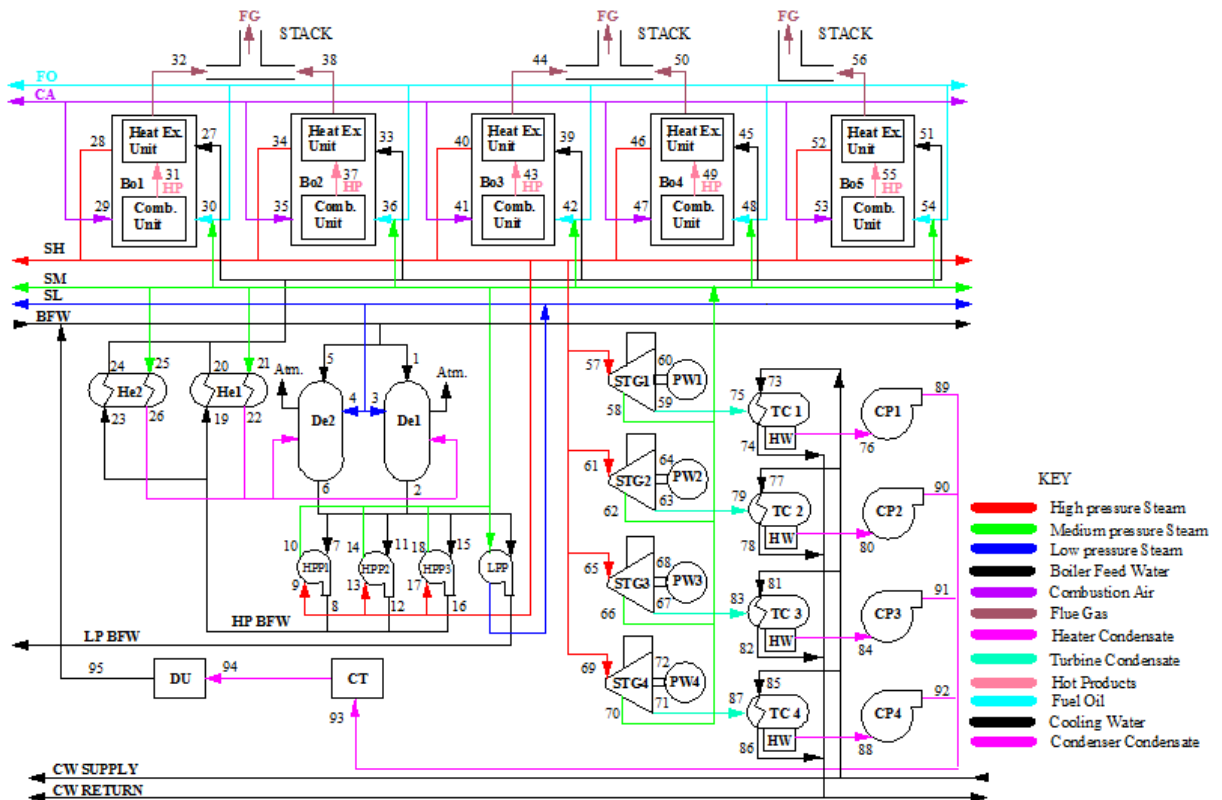 FG FG FG
STACK STACK STACK
32 38 44 50 56
FO
CA
28 Heat Ex. Unit 27 34 Heat Ex. Unit 33 40 Heat Ex. Unit 39 46 Heat Ex. Unit 45 52 Heat Ex. Unit 51
31 37 43 49 55
Bo1 HP Bo2 HP Bo3 HP Bo4 HP Bo5 HP
29 Comb. Unit 30 35 Comb. Unit 36 41 Comb. Unit 42 47 Comb. Unit 48 53 Comb. Unit 54
SH
SM
SL
BFW
24 25 20 21 5 1
Atm. Atm.
He2 He1 4 3
23 26 19 22 De2 De1
6 2
10 7 14 11 18 15
HPP1 HPP2 HPP3 LPP
9 13 17
8 12 16
HP BFW
LP BFW
95 DU 94 CT
93
57 60
STG1 PW1
58 59
61 64
STG2 PW2
62 63
65 68
STG3 PW3
66 67
69 72
STG4 PW4
70 71
73
75 TC 1 CP1 89
74 HW 76
77
79 TC 2 CP2 90
78 HW 80
81
83 TC 3 CP3 91
82 HW 84
85
87 TC 4 CP4 92
86 HW 88
CW SUPPLY
CW RETURN
KEY
High pressure Steam
Medium pressure Steam
Low pressure Steam
Boiler Feed Water
Combustion Air
Flue Gas
Heater Condensate
Turbine Condensate
Hot Products
Fuel Oil
Cooling Water
Condenser Condensate